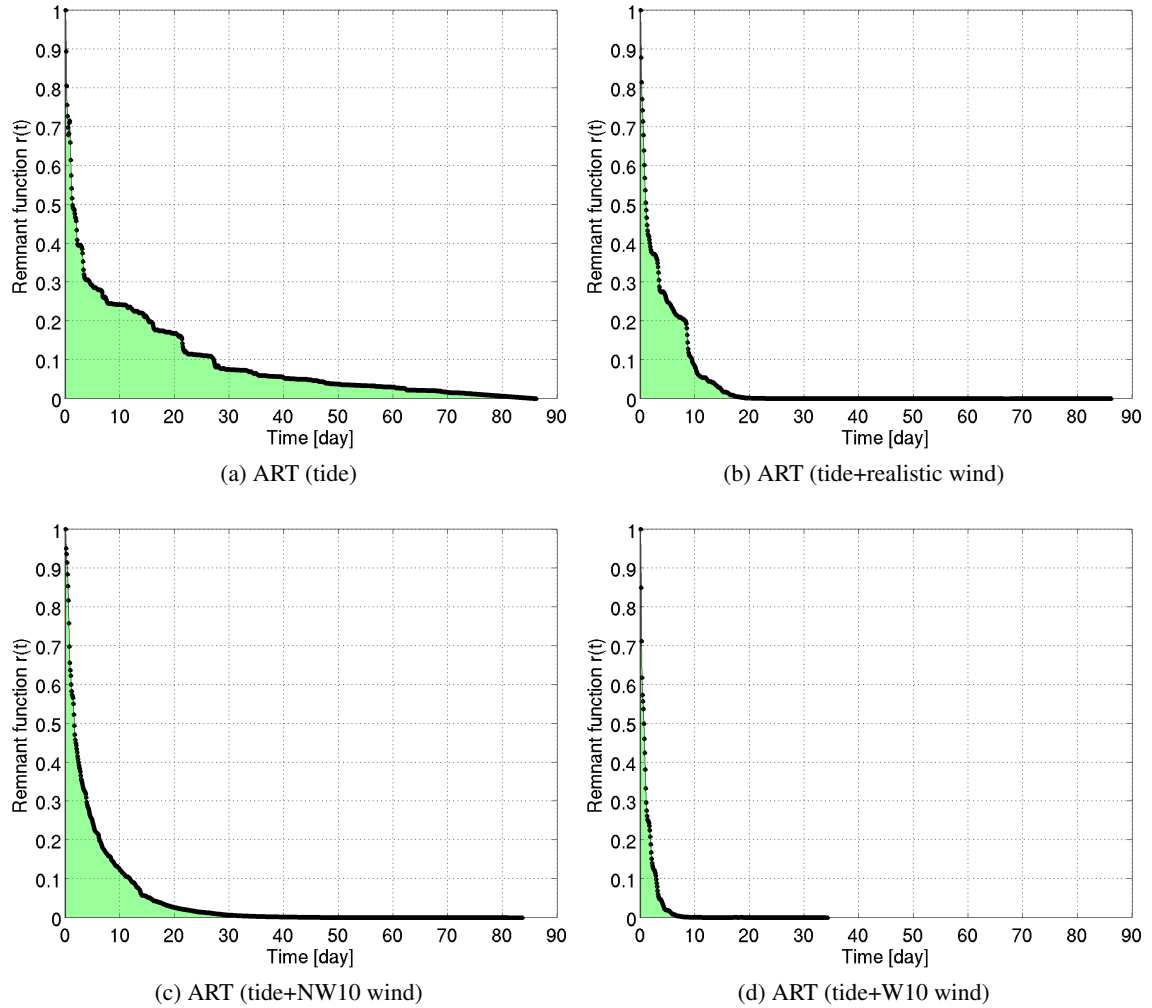 1
0.9
0.8
0.7
0.6
0.5
0.4
0.3
0.2
0.1
0
Remnant function r(t)
0 10 20 30 40 50 60 70 80 90
Time [day]
(a) ART (tide)
1
0.9
0.8
0.7
0.6
0.5
0.4
0.3
0.2
0.1
0
Remnant function r(t)
0 10 20 30 40 50 60 70 80 90
Time [day]
(b) ART (tide+realistic wind)
1
0.9
0.8
0.7
0.6
0.5
0.4
0.3
0.2
0.1
0
Remnant function r(t)
0 10 20 30 40 50 60 70 80 90
Time [day]
(c) ART (tide+NW10 wind)
1
0.9
0.8
0.7
0.6
0.5
0.4
0.3
0.2
0.1
0
Remnant function r(t)
0 10 20 30 40 50 60 70 80 90
Time [day]
(d) ART (tide+W10 wind)